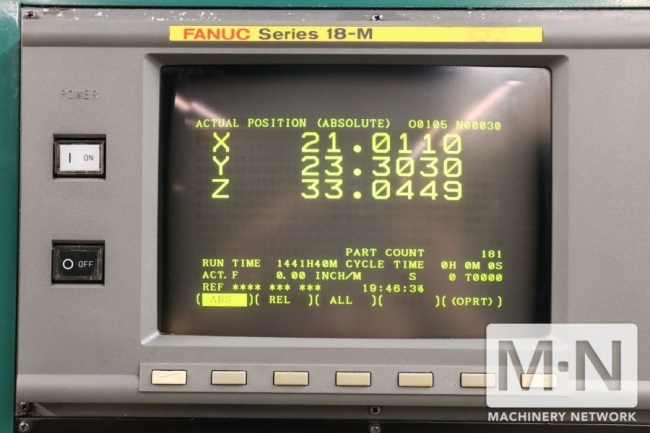 FANUC Series 18-M
POWER
I ON
O OFF
ACTUAL POSITION (ABSOLUTE) O0105 N00030
X 21.0110
Y 23.3030
Z 33.0449
PART COUNT 181
RUN TIME 1441H40M CYCLE TIME 0H 0M 0S
ACT.F 0.00 INCH/M S 0 T0000
REF **** *** *** 19:46:34
( ABS )( REL )( ALL )( )( (OPRT) )
M·N
MACHINERY NETWORK